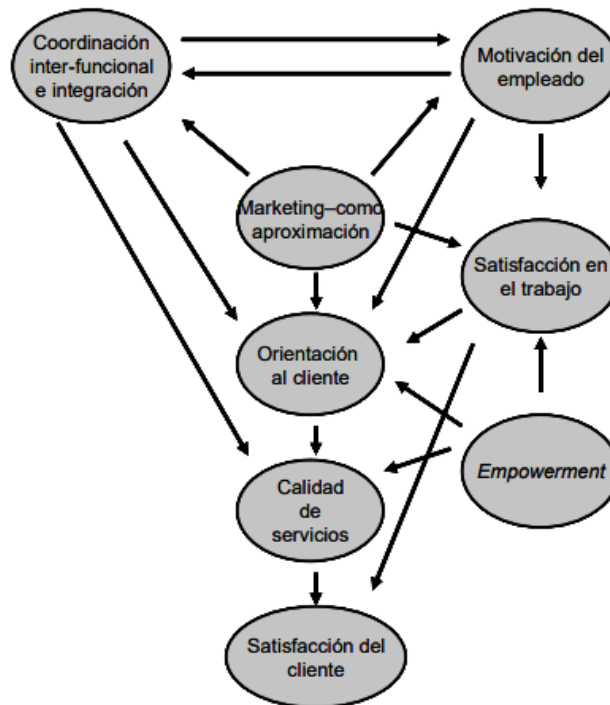 Coordinación
inter-funcional
e integración
Motivación del
empleado
Marketing–como
aproximación
Satisfacción en
el trabajo
Orientación
al cliente
Empowerment
Calidad
de
servicios
Satisfacción del
cliente